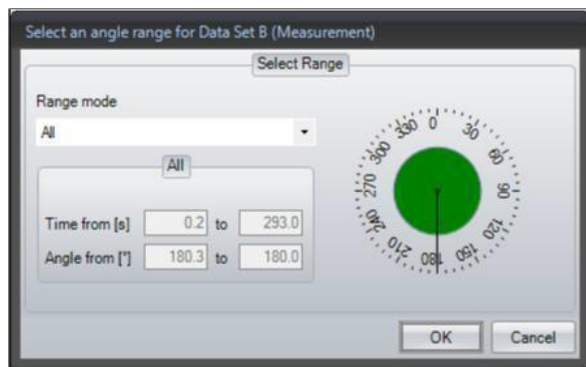 Select an angle range for Data Set B (Measurement)
Select Range
Range mode
All
All
Time from [s] 0.2 to 293.0
Angle from [°] 180.3 to 180.0
0
30
60
90
120
150
180
210
240
270
300
330
OK Cancel